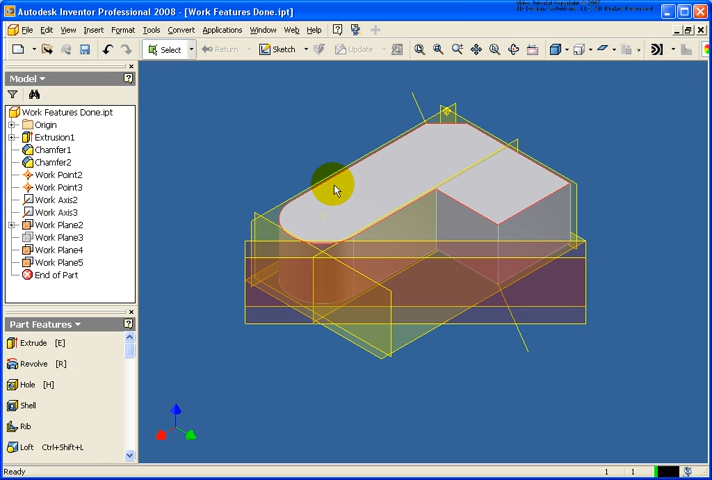 Autodesk Inventor Professional 2008 - [Work Features Done.ipt]
File Edit View Insert Format Tools Convert Applications Window Web Help
Select Return Sketch Update
Model
Work Features Done.ipt
Origin
Extrusion1
Chamfer1
Chamfer2
Work Point2
Work Point3
Work Axis2
Work Axis3
Work Plane2
Work Plane3
Work Plane4
Work Plane5
End of Part
Part Features
Extrude [E]
Revolve [R]
Hole [H]
Shell
Rib
Loft Ctrl+Shift+L
Ready 1 1